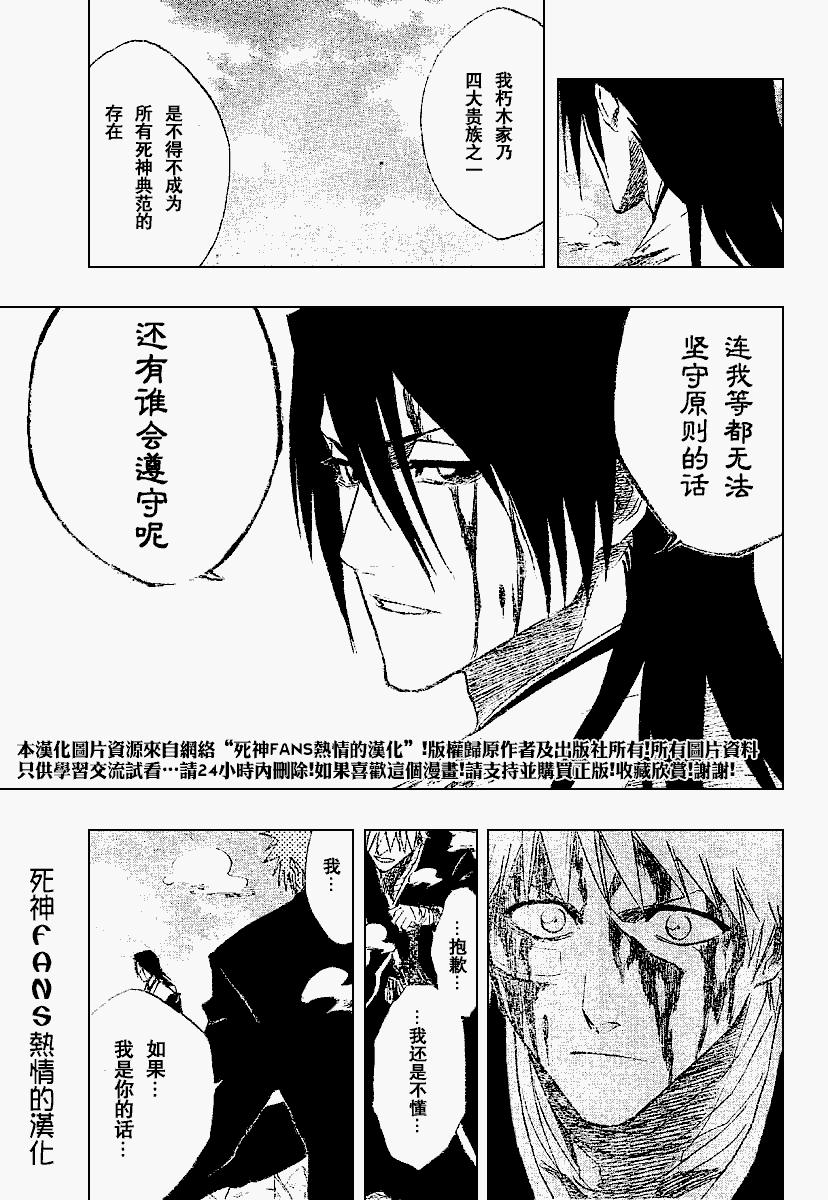 我朽木家乃
四大贵族之一
是不得不成为
所有死神典范的
存在
连我等都无法
坚守原则的话
还有谁会遵守呢
本漢化圖片資源來自網絡“死神FANS熱情的漢化”!版權歸原作者及出版社所有!所有圖片資料
只供學習交流試看…請24小時內刪除!如果喜歡這個漫畫!請支持並購買正版!收藏欣賞!謝謝!
…抱歉…
…我还是不懂…
我…
如果…
我是你的话…
死神FANS熱情的漢化